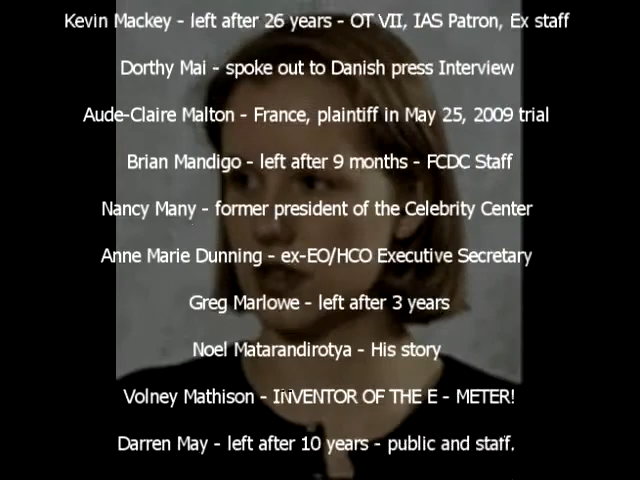 Kevin Mackey - left after 26 years - OT VII, IAS Patron, Ex staff
Dorthy Mai - spoke out to Danish press Interview
Aude-Claire Malton - France, plaintiff in May 25, 2009 trial
Brian Mandigo - left after 9 months - FCDC Staff
Nancy Many - former president of the Celebrity Center
Anne Marie Dunning - ex-EO/HCO Executive Secretary
Greg Marlowe - left after 3 years
Noel Matarandirotya - His story
Volney Mathison - INVENTOR OF THE E - METER!
Darren May - left after 10 years - public and staff.